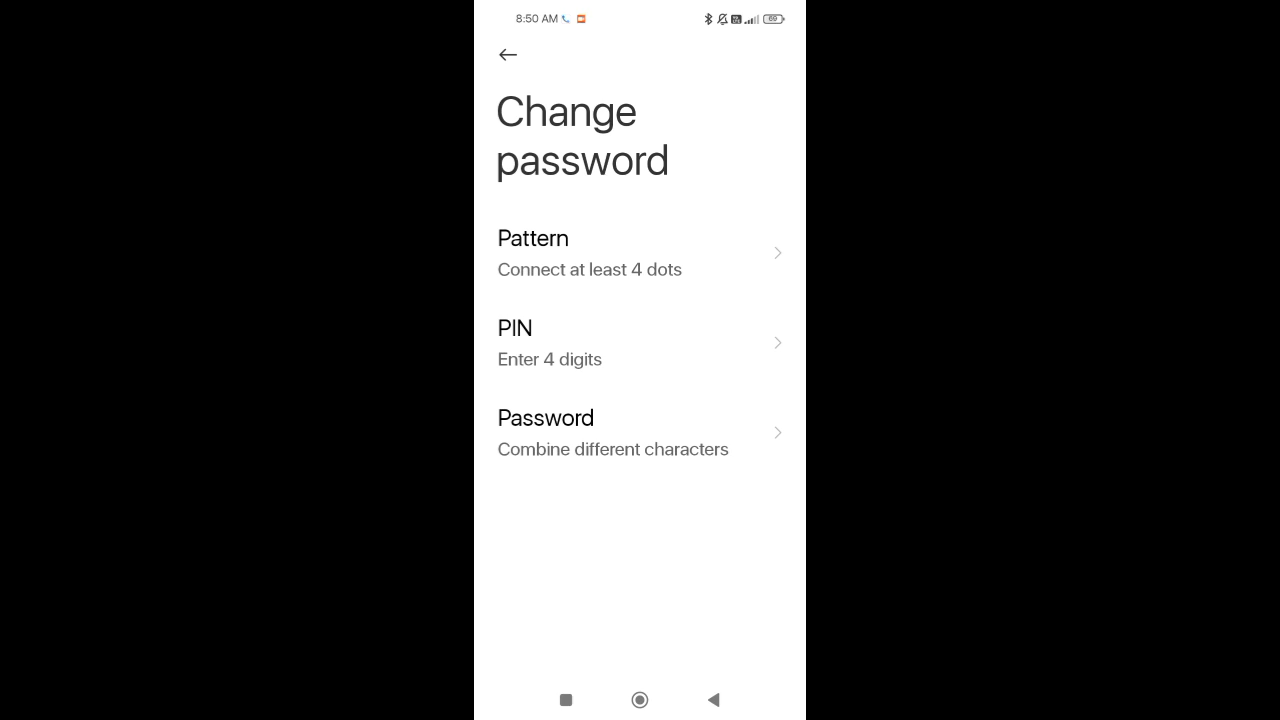 8:50 AM
69
Change
password
Pattern
Connect at least 4 dots
PIN
Enter 4 digits
Password
Combine different characters